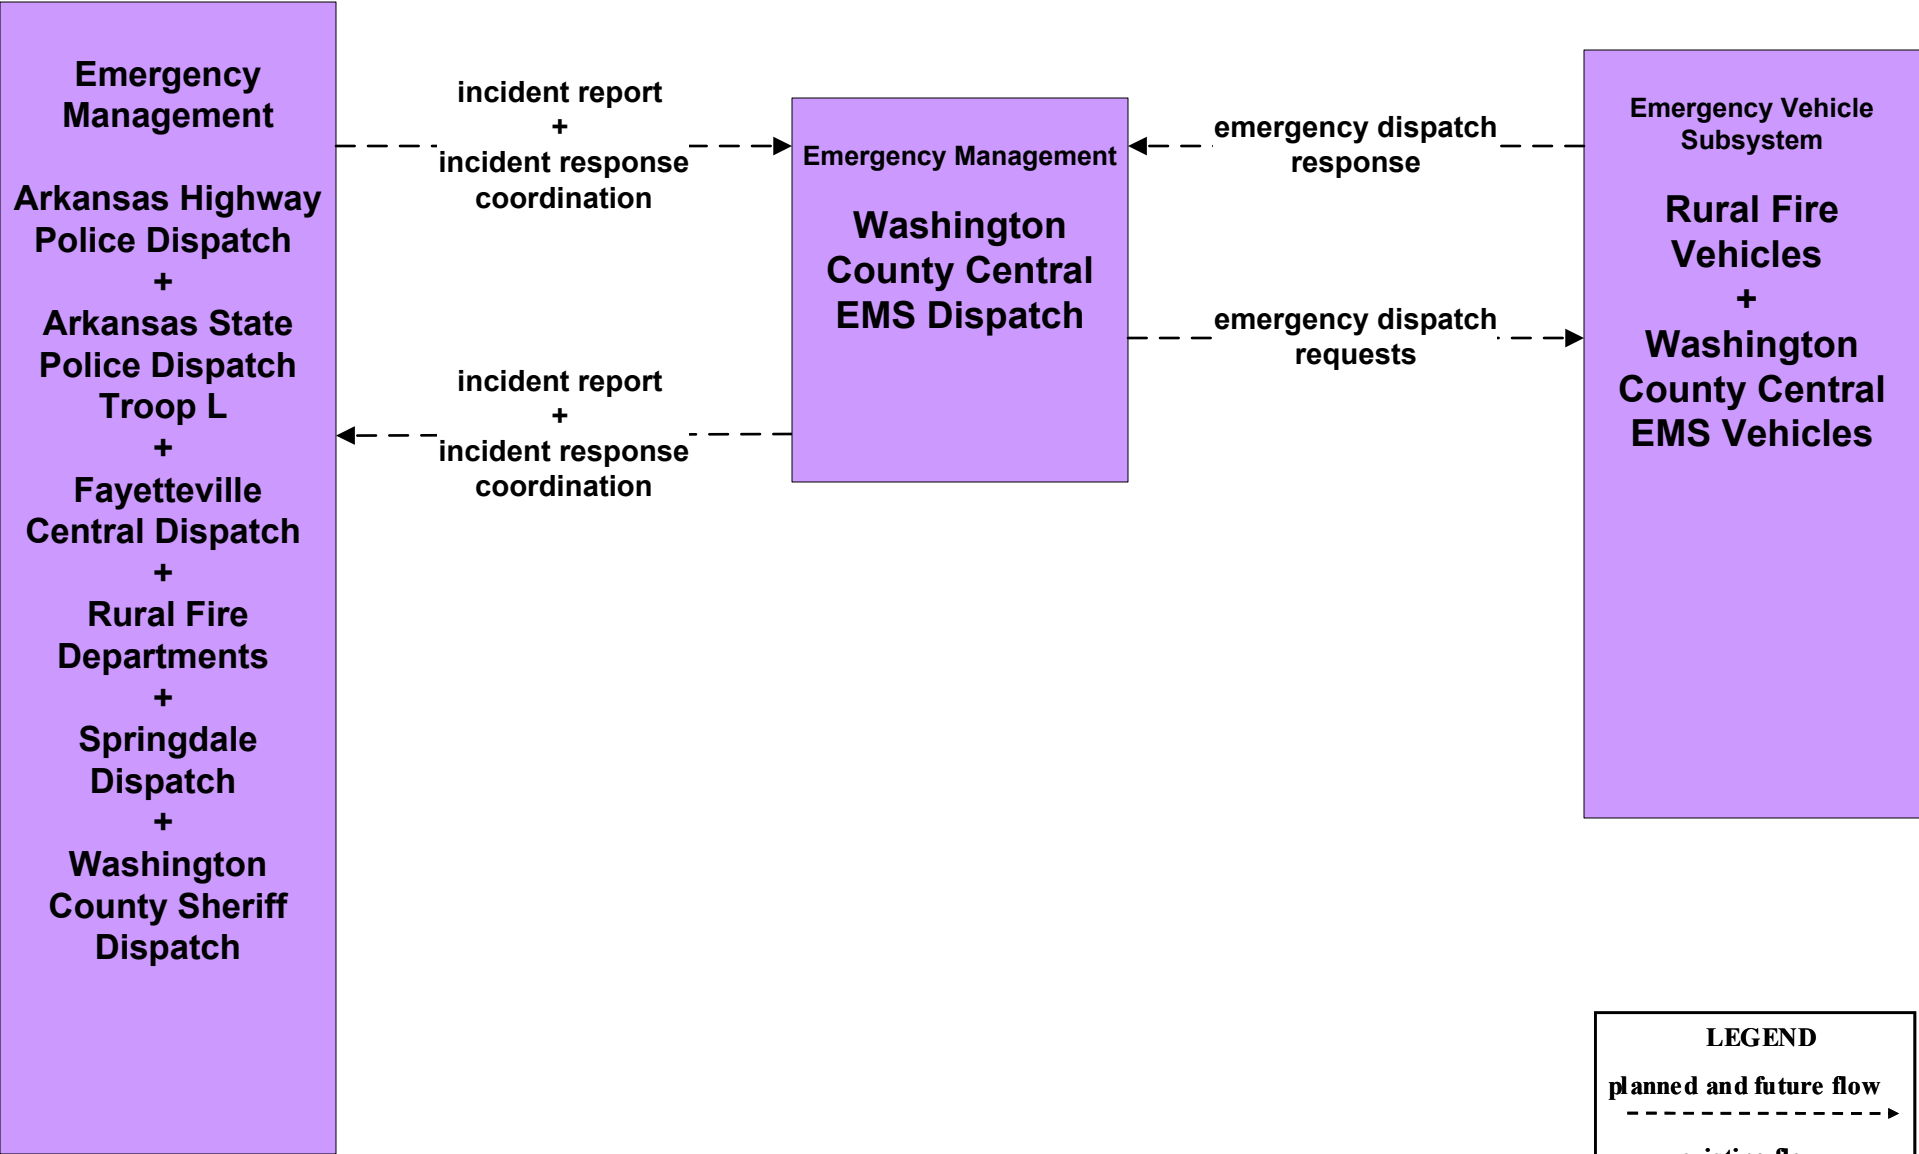 Emergency
Management
Arkansas Highway
Police Dispatch
+
Arkansas State
Police Dispatch
Troop L
+
Fayetteville
Central Dispatch
+
Rural Fire
Departments
+
Springdale
Dispatch
+
Washington
County Sheriff
Dispatch
incident report
+
incident response
coordination
incident report
+
incident response
coordination
Emergency Management
Washington
County Central
EMS Dispatch
emergency dispatch
response
emergency dispatch
requests
Emergency Vehicle
Subsystem
Rural Fire
Vehicles
+
Washington
County Central
EMS Vehicles
LEGEND
planned and future flow